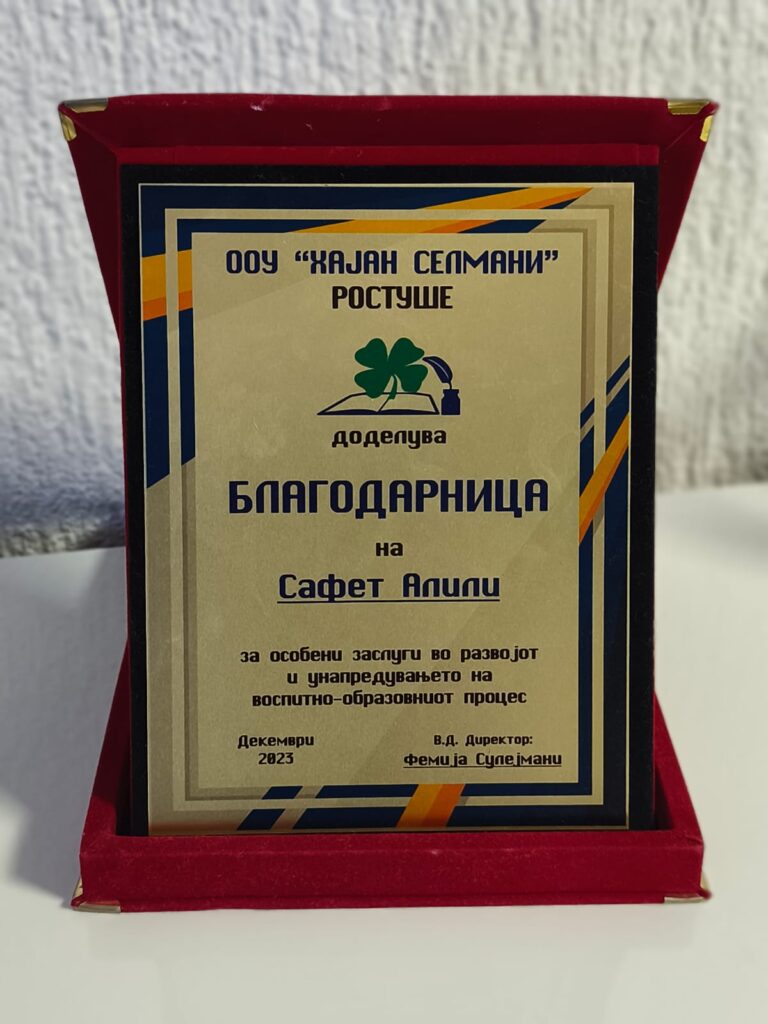 ООУ “ХАЈАН СЕЛМАНИ”
РОСТУШЕ
доделува
БЛАГОДАРНИЦА
на
Сафет Алили
за особени заслуги во развојот
и унапредувањето на
воспитно-образовниот процес
Декември
2023
В.Д. Директор:
Фемија Сулејмани